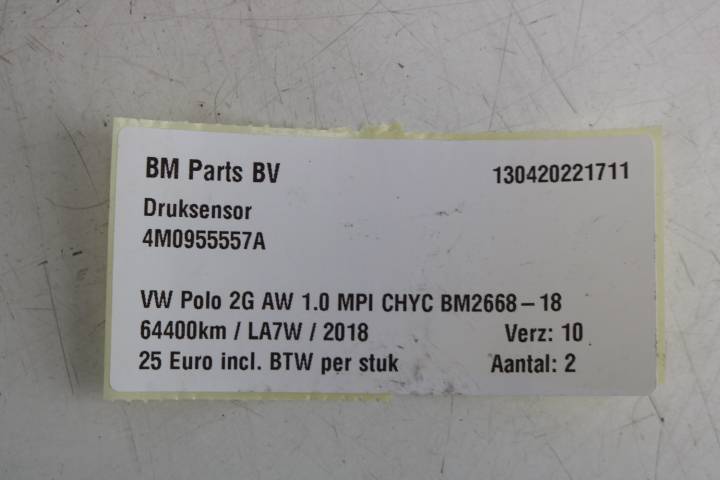 BM Parts BV 130420221711
Druksensor
4M0955557A
VW Polo 2G AW 1.0 MPI CHYC BM2668-18
64400km / LA7W / 2018 Verz: 10
25 Euro incl. BTW per stuk Aantal: 2